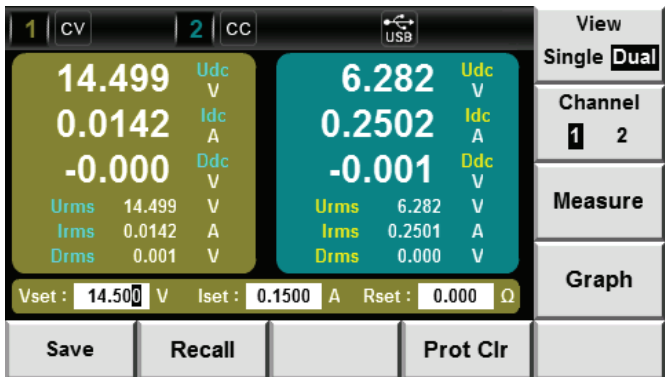 1 CV 2 CC USB
View
Single Dual
Channel
1 2
Measure
Graph
14.499 Udc V
0.0142 Idc A
-0.000 Ddc V
Urms 14.499 V
Irms 0.0142 A
Drms 0.001 V
6.282 Udc V
0.2502 Idc A
-0.001 Ddc V
Urms 6.282 V
Irms 0.2501 A
Drms 0.000 V
Vset : 14.500 V Iset : 0.1500 A Rset : 0.000 Ω
Save Recall Prot Clr